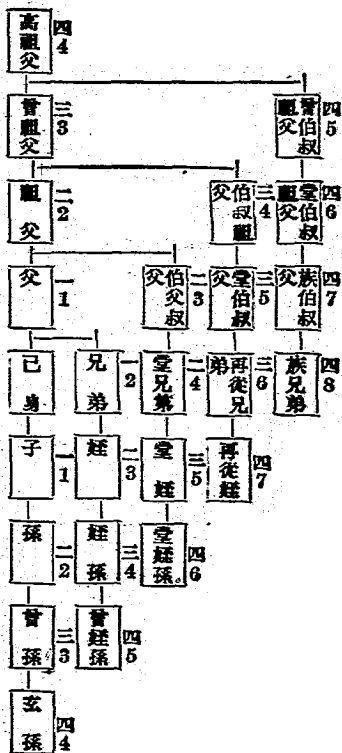 高祖父
四4
曾祖父
三3
曾伯叔
祖父
四5
祖父
二2
伯叔祖
父
三4
堂伯叔
祖父
四6
父
一1
伯父叔
父
二3
堂伯叔
父
三5
族伯叔
父
四7
己身
兄弟
一2
堂兄弟
二4
再從兄
弟
三6
族兄弟
四8
子
一1
姪
二3
堂姪
三5
再從姪
四7
孫
二2
姪孫
三4
堂姪孫。
四6
曾孫
三3
曾姪孫
四5
玄孫
四4